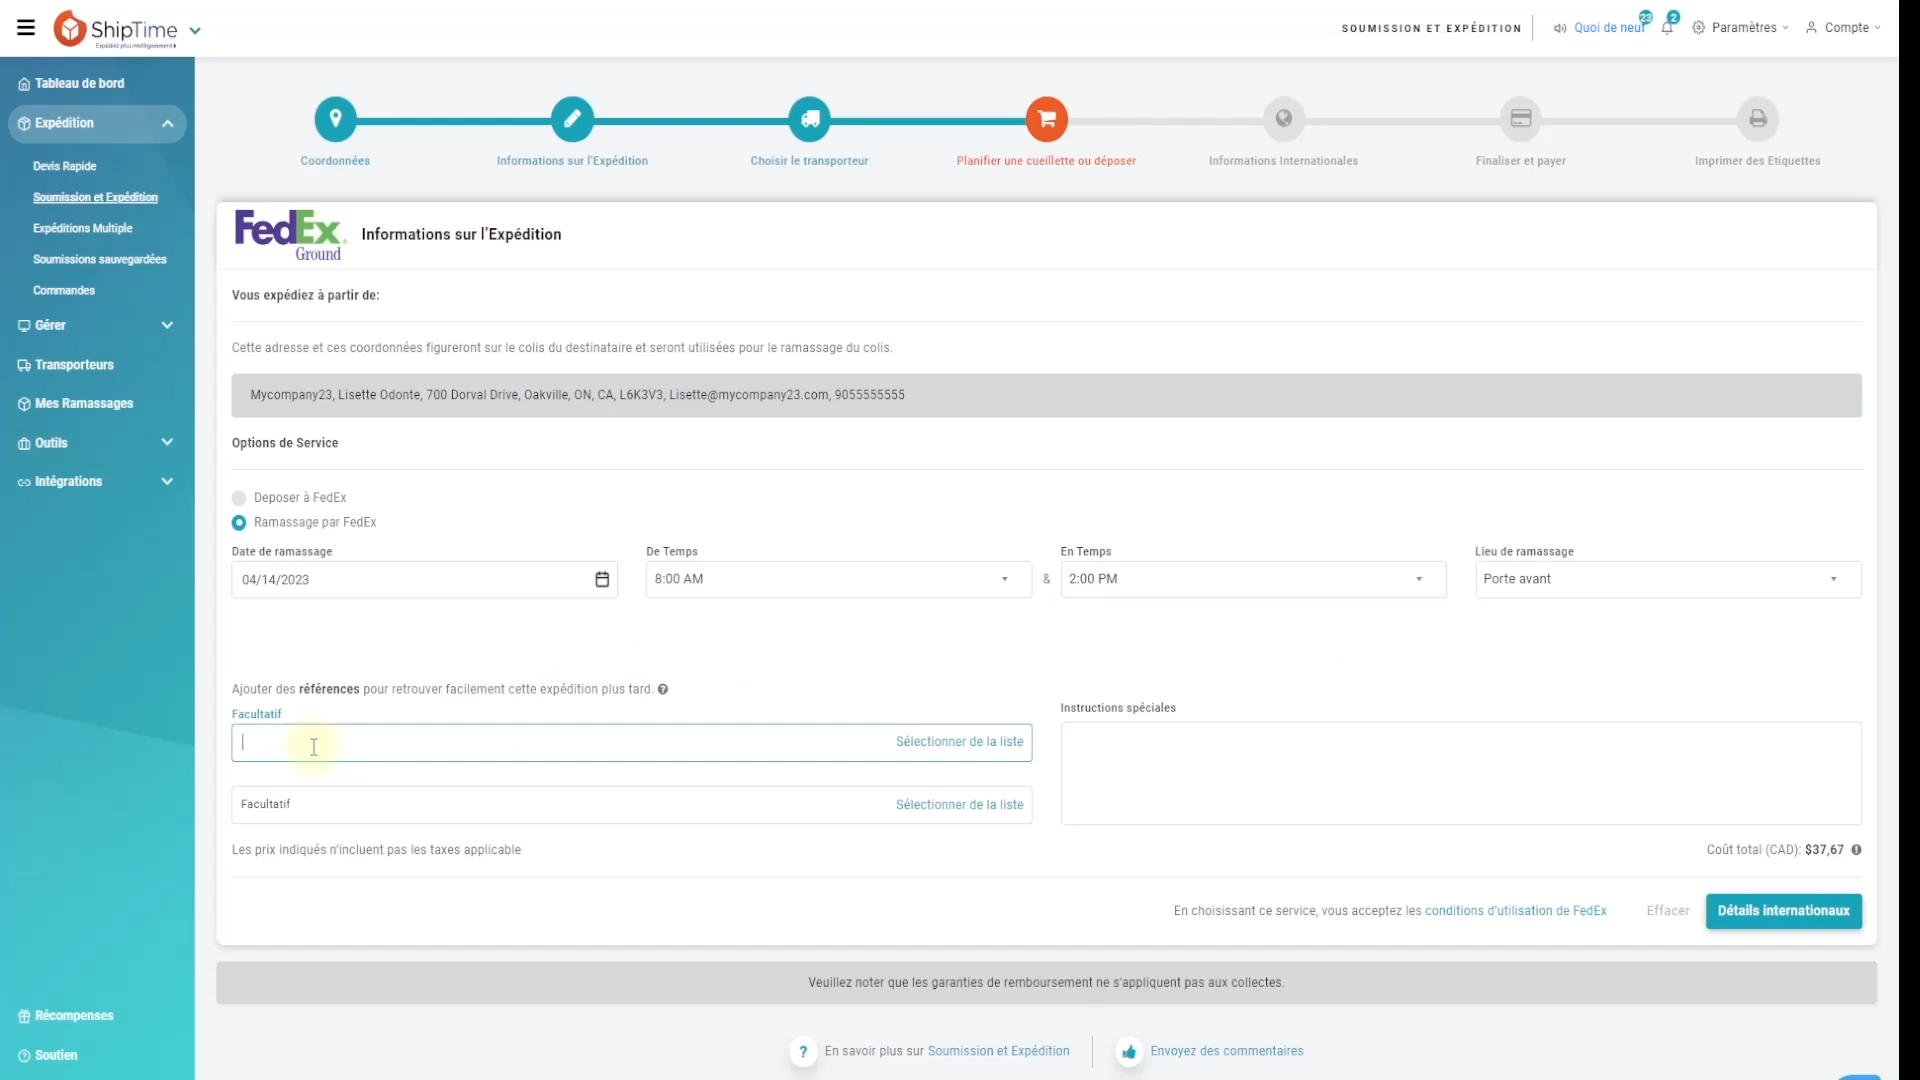 ShipTime
Expédiez plus intelligemment
SOUMISSION ET EXPÉDITION
Quoi de neuf
23
2
Paramètres
Compte
Tableau de bord
Expédition
Devis Rapide
Soumission et Expédition
Expéditions Multiple
Soumissions sauvegardées
Commandes
Gérer
Transporteurs
Mes Ramassages
Outils
Intégrations
Récompenses
Soutien
Coordonnées
Informations sur l'Expédition
Choisir le transporteur
Planifier une cueillette ou déposer
Informations Internationales
Finaliser et payer
Imprimer des Etiquettes
FedEx
Ground
Informations sur l'Expédition
Vous expédiez à partir de:
Cette adresse et ces coordonnées figureront sur le colis du destinataire et seront utilisées pour le ramassage du colis.
Mycompany23, Lisette Odonte, 700 Dorval Drive, Oakville, ON, CA, L6K3V3, Lisette@mycompany23.com, 9055555555
Options de Service
Deposer à FedEx
Ramassage par FedEx
Date de ramassage
04/14/2023
De Temps
8:00 AM
&
En Temps
2:00 PM
Lieu de ramassage
Porte avant
Ajouter des références pour retrouver facilement cette expédition plus tard. ?
Facultatif
Sélectionner de la liste
Facultatif
Sélectionner de la liste
Instructions spéciales
Les prix indiqués n'incluent pas les taxes applicable
Coût total (CAD): $37,67
En choisissant ce service, vous acceptez les conditions d'utilisation de FedEx
Effacer
Détails internationaux
Veuillez noter que les garanties de remboursement ne s'appliquent pas aux collectes.
? En savoir plus sur Soumission et Expédition
Envoyez des commentaires